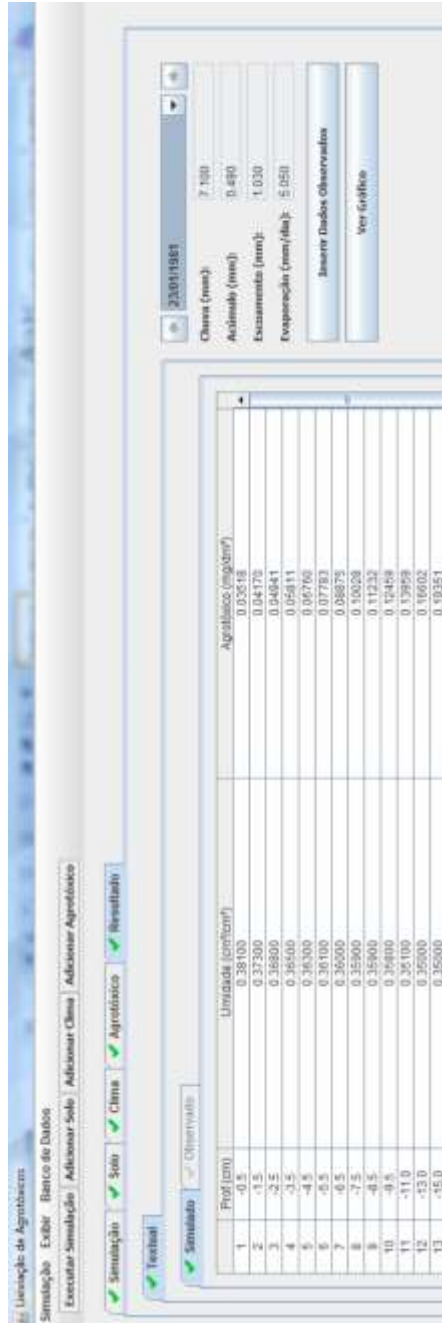 Lixiviação de Agrotóxicos
Simulação Exibir Banco de Dados
Executar Simulação Adicionar Solo Adicionar Clima Adicionar Agrotóxico
Simulação Solo Clima Agrotóxico Resultado
Textual
Simulado Observado
Prof (cm) Umidade (cm³/cm³) Agrotóxico (mg/dm³)
1 -0.5 0.38100 0.03518
2 -1.5 0.37300 0.04170
3 -2.5 0.36800 0.04941
4 -3.5 0.36500 0.05811
5 -4.5 0.36300 0.06760
6 -5.5 0.36100 0.07783
7 -6.5 0.36000 0.08875
8 -7.5 0.35900 0.10028
9 -8.5 0.35900 0.11232
10 -9.5 0.35800 0.12459
11 -11.0 0.35100 0.13959
12 -13.0 0.35000 0.16602
13 -15.0 0.35000 0.19351
23/01/1981
Chuva (mm): 7.100
Acúmulo (mm): 0.490
Escoamento (mm): 1.030
Evaporação (mm/dia): 5.050
Inserir Dados Observados
Ver Gráfico